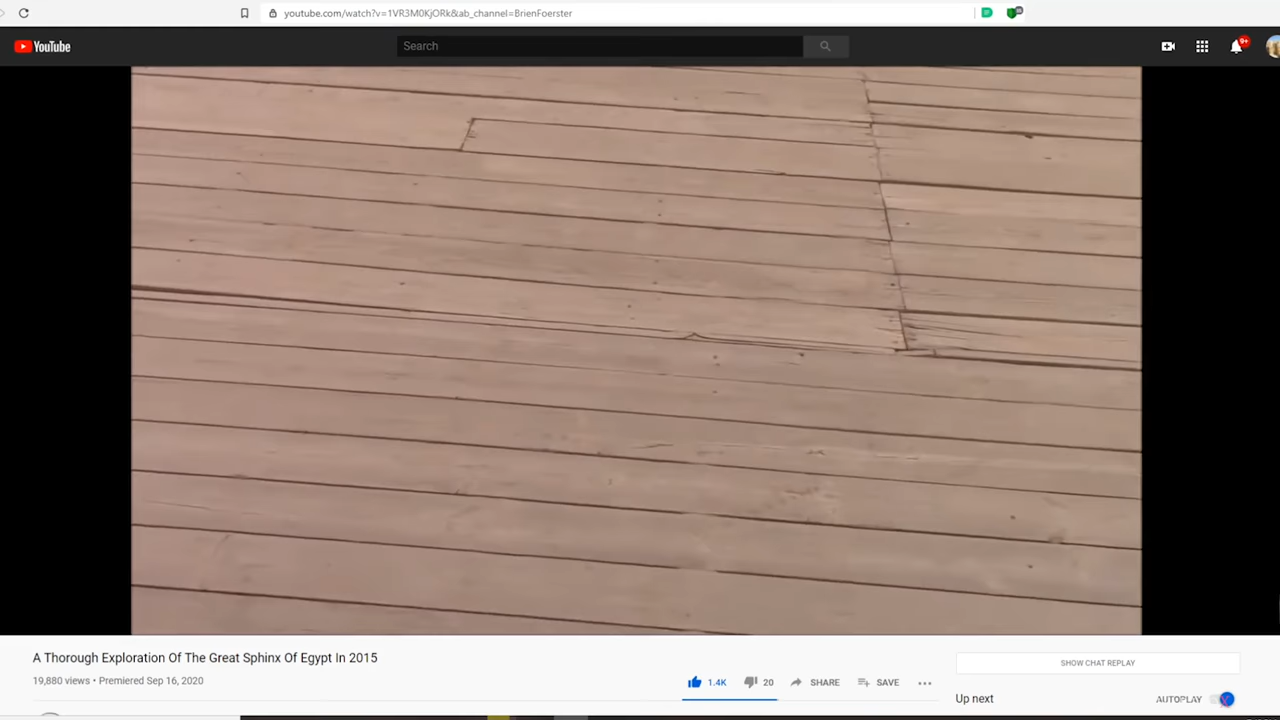 youtube.com/watch?v=1VR3M0KjORk&ab_channel=BrienFoerster
YouTube
Search
9+
A Thorough Exploration Of The Great Sphinx Of Egypt In 2015
19,880 views • Premiered Sep 16, 2020
1.4K
20
SHARE
SAVE
SHOW CHAT REPLAY
Up next
AUTOPLAY